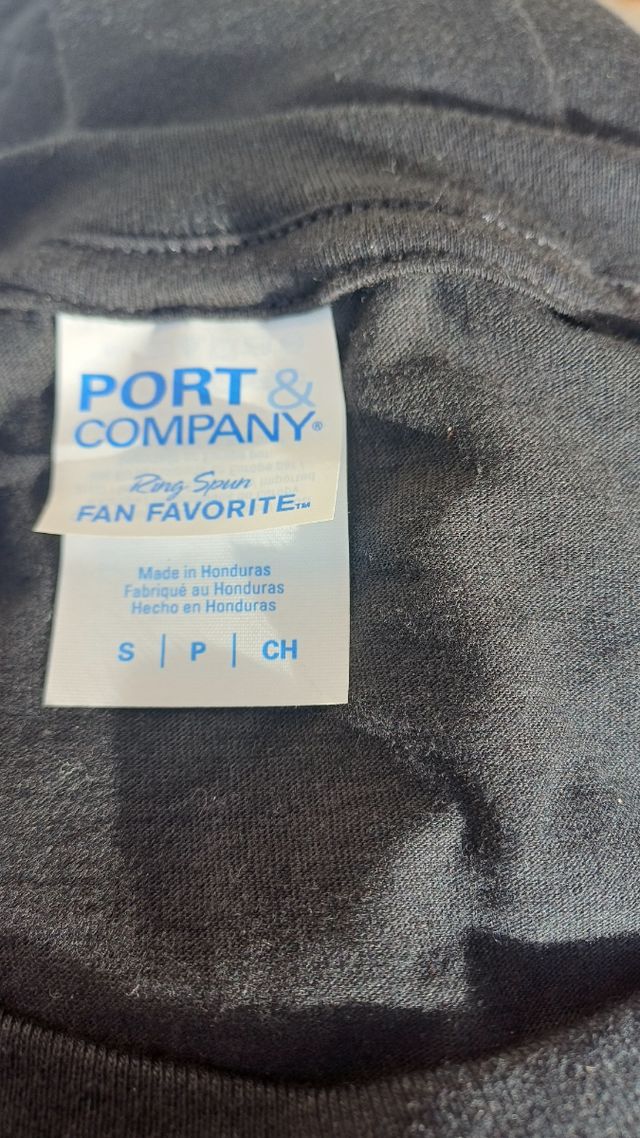 PORT &
COMPANY®
Ring Spun
FAN FAVORITE™
Made in Honduras
Fabriqué au Honduras
Hecho en Honduras
S | P | CH